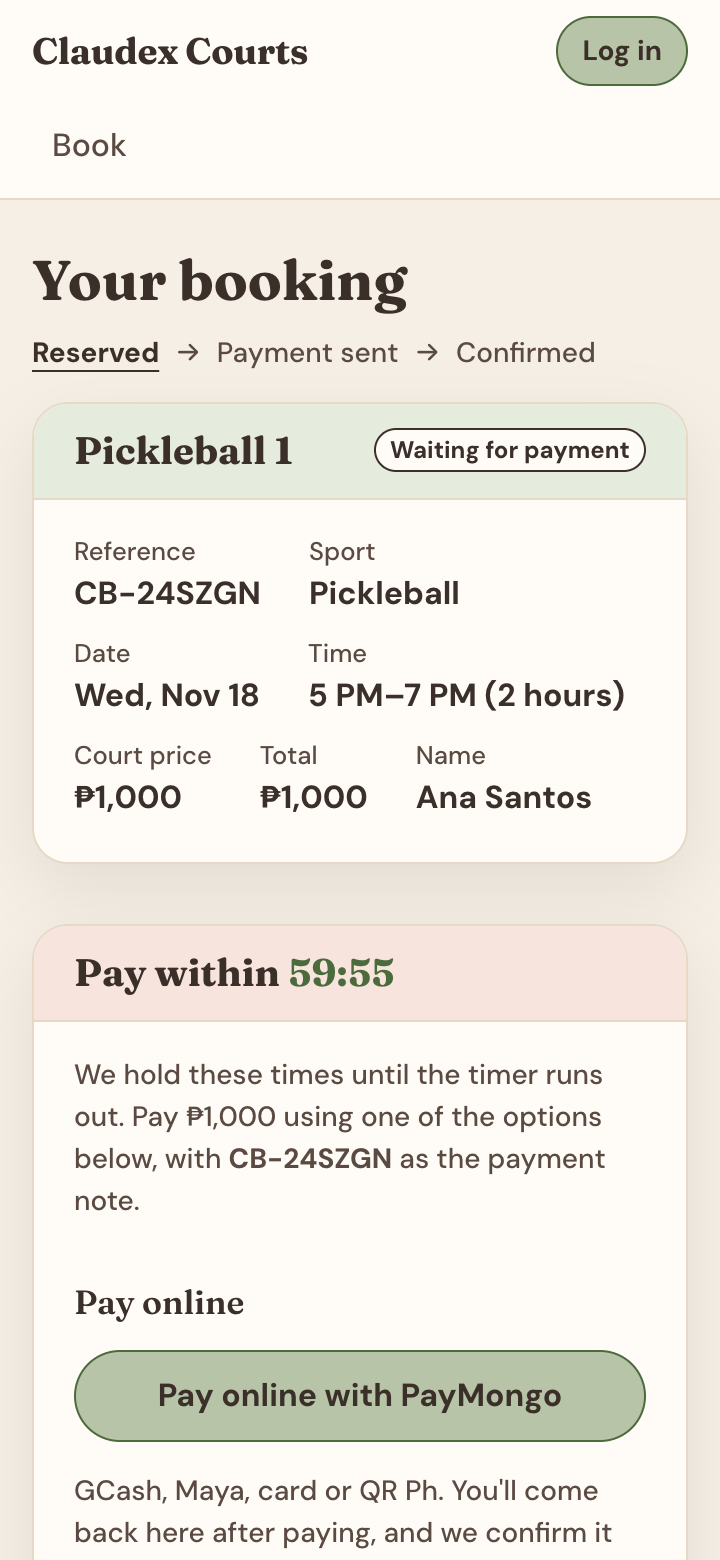 Claudex Courts
Log in
Book
Your booking
Reserved → Payment sent → Confirmed
Pickleball 1
Waiting for payment
Reference Sport
CB-24SZGN Pickleball
Date Time
Wed, Nov 18 5 PM–7 PM (2 hours)
Court price Total Name
₱1,000 ₱1,000 Ana Santos
Pay within 59:55
We hold these times until the timer runs
out. Pay ₱1,000 using one of the options
below, with CB-24SZGN as the payment
note.
Pay online
Pay online with PayMongo
GCash, Maya, card or QR Ph. You'll come
back here after paying, and we confirm it